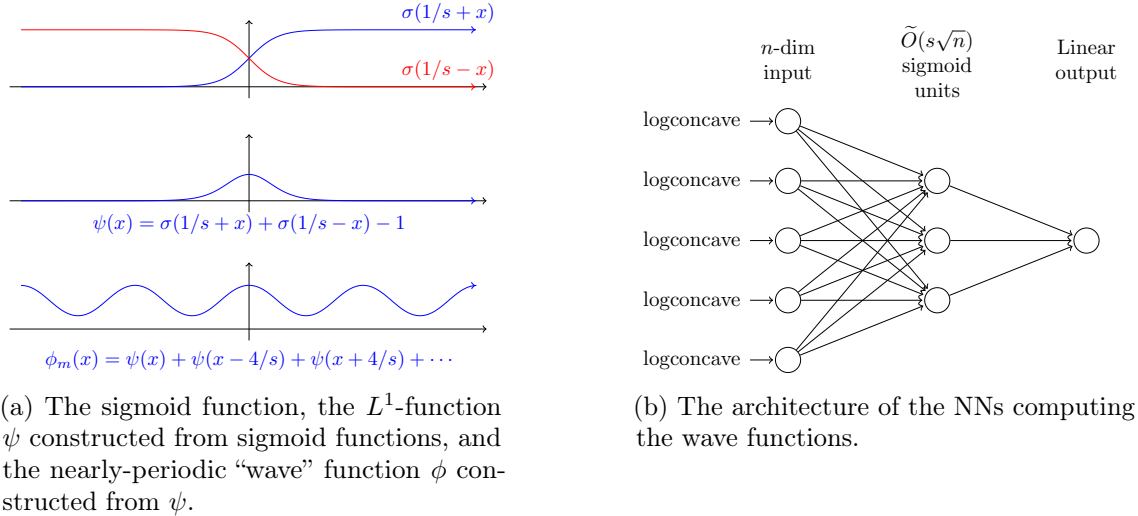 σ(1/s + x)
σ(1/s − x)
ψ(x) = σ(1/s + x) + σ(1/s − x) − 1
ϕₘ(x) = ψ(x) + ψ(x − 4/s) + ψ(x + 4/s) + ⋯
(a) The sigmoid function, the L¹-function
ψ constructed from sigmoid functions, and
the nearly-periodic “wave” function ϕ con-
structed from ψ.
n-dim
input
Õ(s√n)
sigmoid
units
Linear
output
logconcave
logconcave
logconcave
logconcave
logconcave
(b) The architecture of the NNs computing
the wave functions.